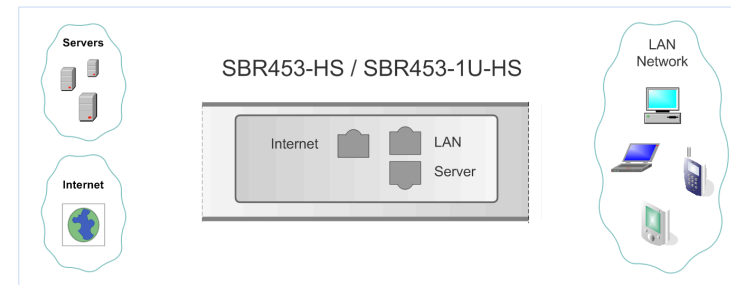 Servers
SBR453-HS / SBR453-1U-HS
LAN
Network
Internet
LAN
Server
Internet